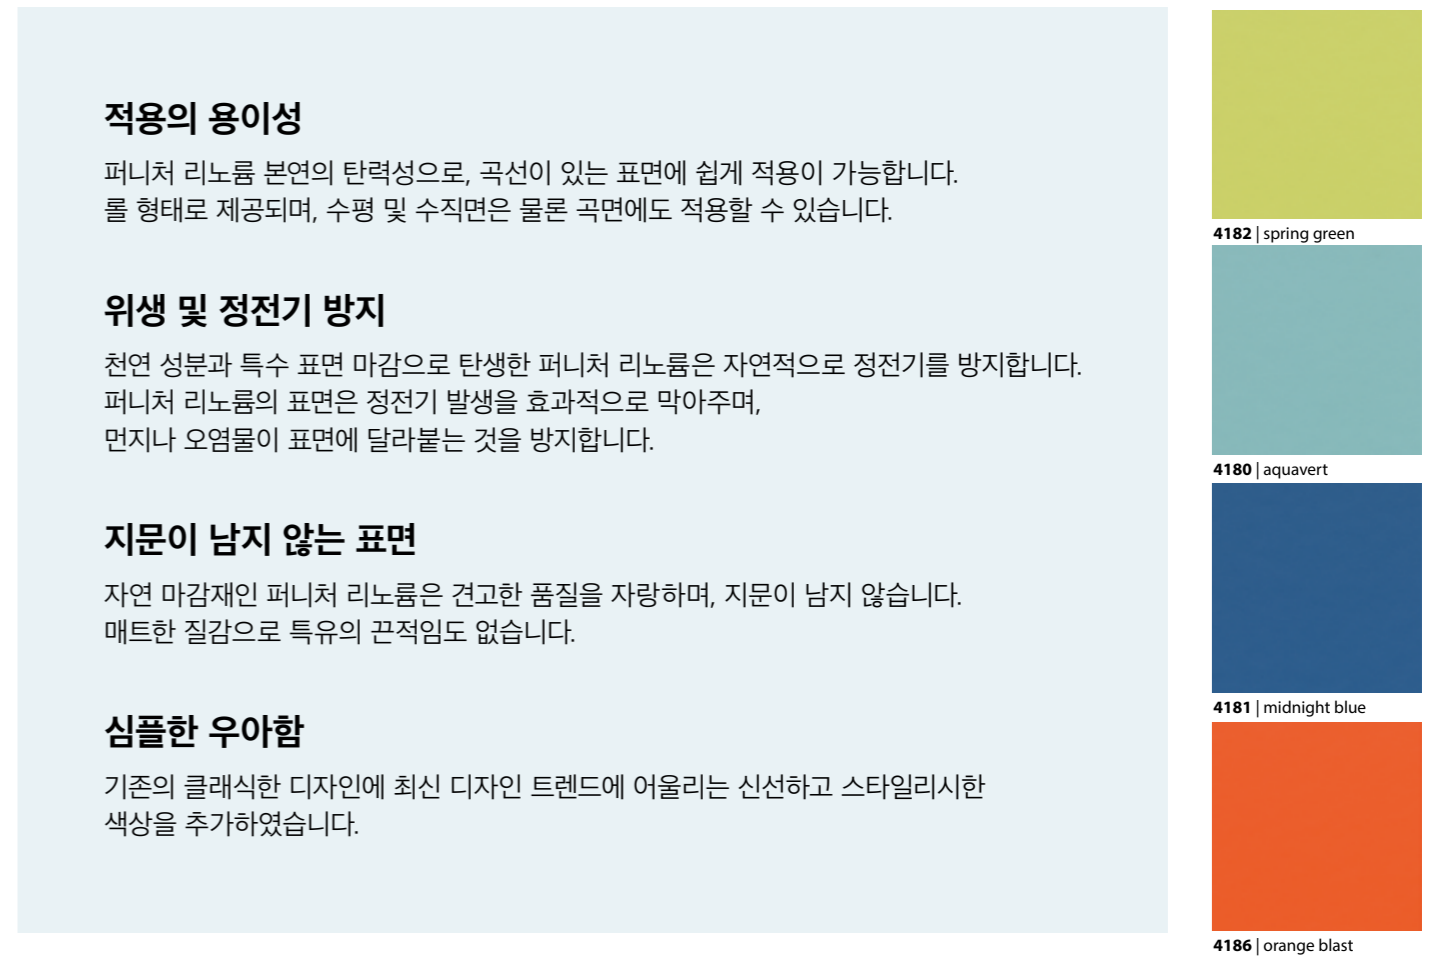 적용의 용이성
퍼니처 리노륨 본연의 탄력성으로, 곡선이 있는 표면에 쉽게 적용이 가능합니다.
롤 형태로 제공되며, 수평 및 수직면은 물론 곡면에도 적용할 수 있습니다.
위생 및 정전기 방지
천연 성분과 특수 표면 마감으로 탄생한 퍼니처 리노륨은 자연적으로 정전기를 방지합니다.
퍼니처 리노륨의 표면은 정전기 발생을 효과적으로 막아주며,
먼지나 오염물이 표면에 달라붙는 것을 방지합니다.
지문이 남지 않는 표면
자연 마감재인 퍼니처 리노륨은 견고한 품질을 자랑하며, 지문이 남지 않습니다.
매트한 질감으로 특유의 끈적임도 없습니다.
심플한 우아함
기존의 클래식한 디자인에 최신 디자인 트렌드에 어울리는 신선하고 스타일리시한
색상을 추가하였습니다.
4182 | spring green
4180 | aquavert
4181 | midnight blue
4186 | orange blast